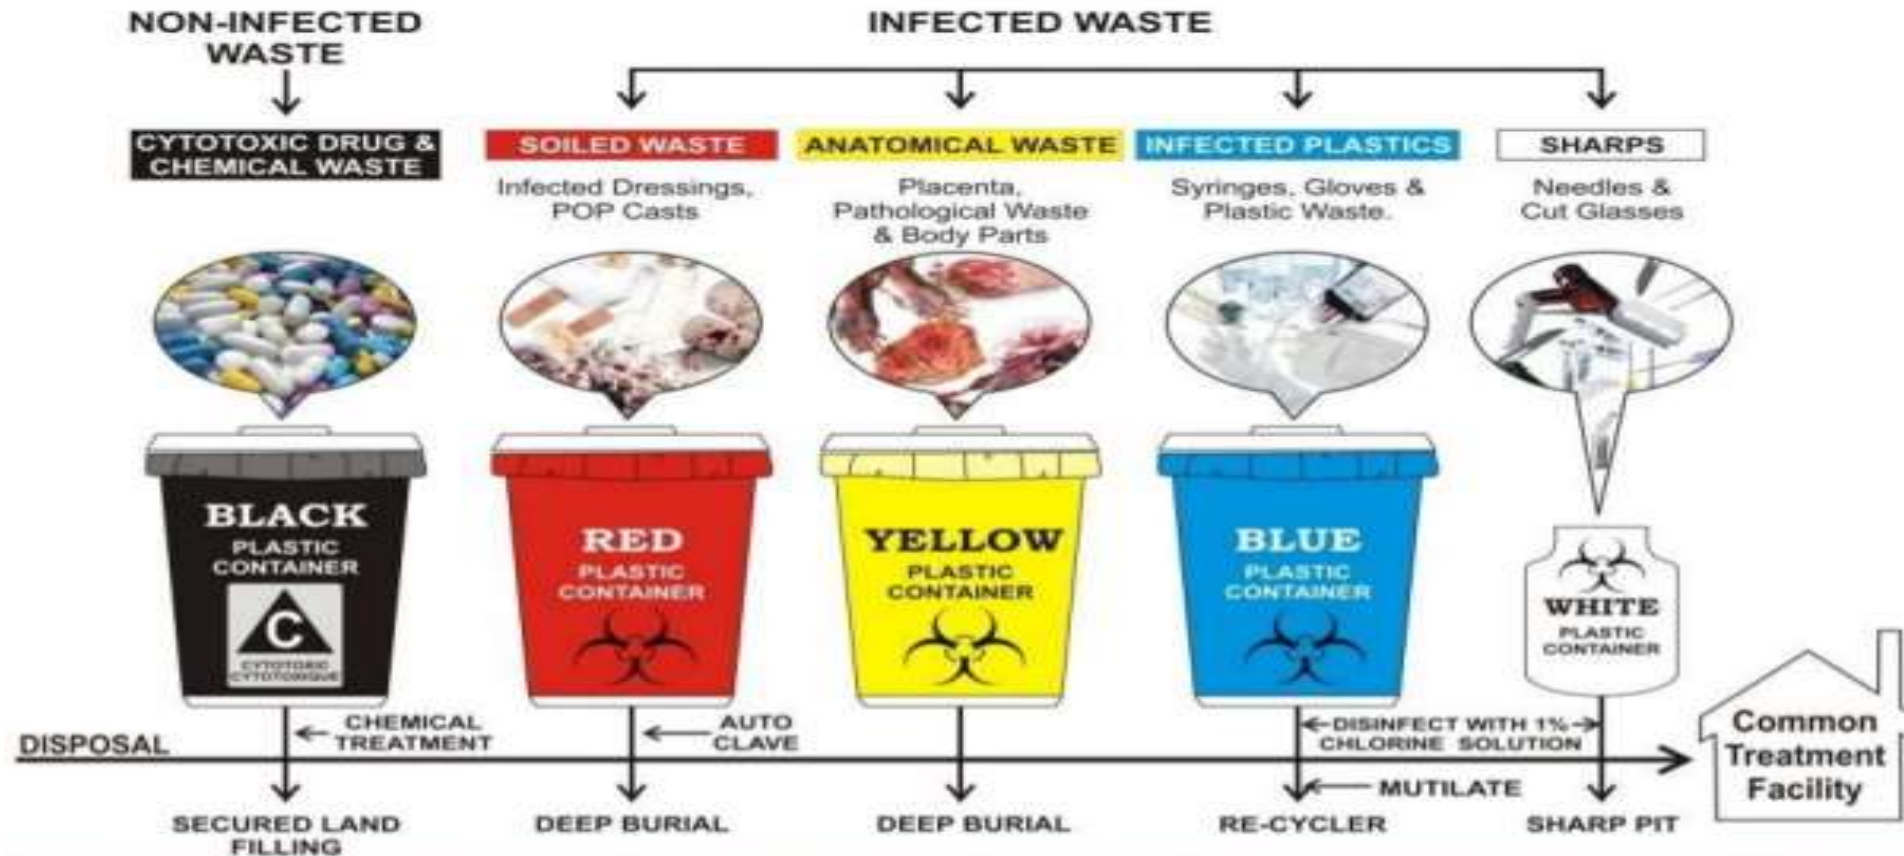 NON-INFECTED
WASTE
INFECTED WASTE
CYTOTOXIC DRUG &
CHEMICAL WASTE
SOILED WASTE
Infected Dressings,
POP Casts
ANATOMICAL WASTE
Placenta,
Pathological Waste
& Body Parts
INFECTED PLASTICS
Syringes, Gloves &
Plastic Waste.
SHARPS
Needles &
Cut Glasses
BLACK
PLASTIC
CONTAINER
C
CYTOTOXIC
CYTOTOXIQUE
RED
PLASTIC
CONTAINER
YELLOW
PLASTIC
CONTAINER
BLUE
PLASTIC
CONTAINER
WHITE
PLASTIC
CONTAINER
DISPOSAL
CHEMICAL
TREATMENT
AUTO
CLAVE
DISINFECT WITH 1%
CHLORINE SOLUTION
MUTILATE
Common
Treatment
Facility
SECURED LAND
FILLING
DEEP BURIAL
DEEP BURIAL
RE-CYCLER
SHARP PIT